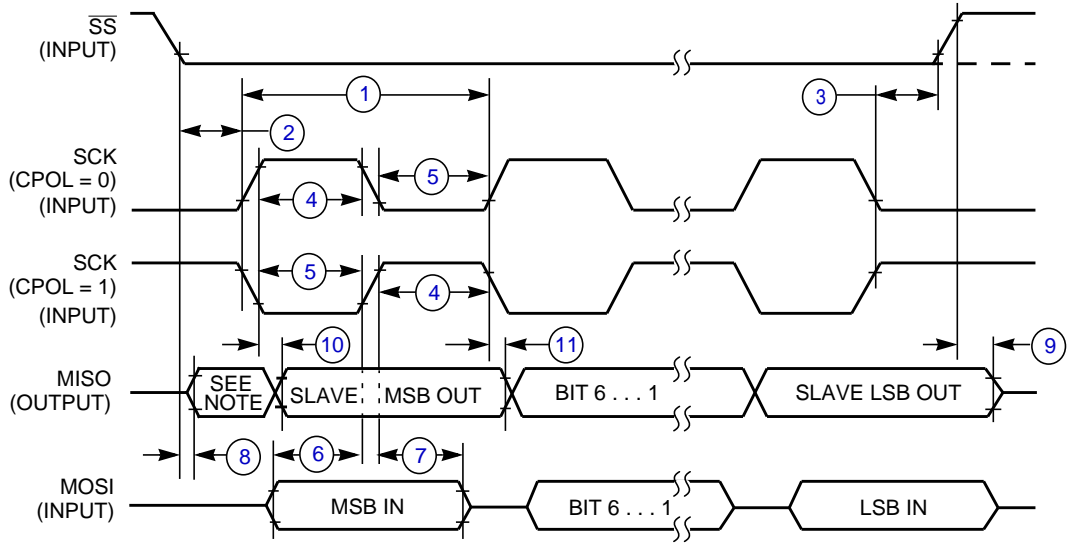 SS
(INPUT)
1
3
2
SCK
(CPOL = 0)
(INPUT)
5
4
SCK
(CPOL = 1)
(INPUT)
5
4
10
11
9
MISO
(OUTPUT)
SEE
NOTE
SLAVE
MSB OUT
BIT 6 . . . 1
SLAVE LSB OUT
8
6
7
MOSI
(INPUT)
MSB IN
BIT 6 . . . 1
LSB IN